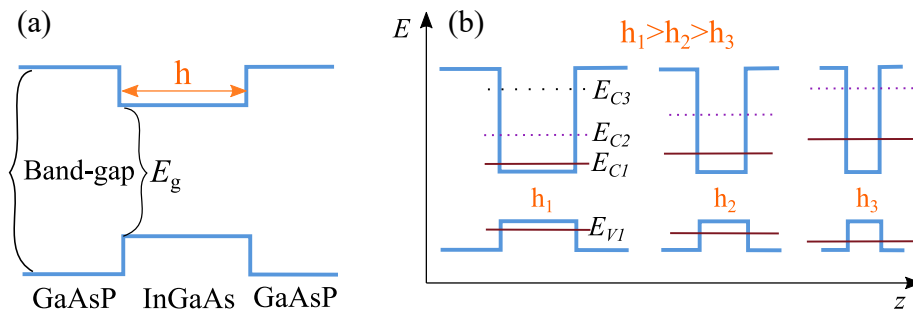 (a)
h
Band-gap
E_g
GaAsP
InGaAs
GaAsP
(b)
E
h₁>h₂>h₃
E_C3
E_C2
E_C1
h₁
h₂
h₃
E_V1
z